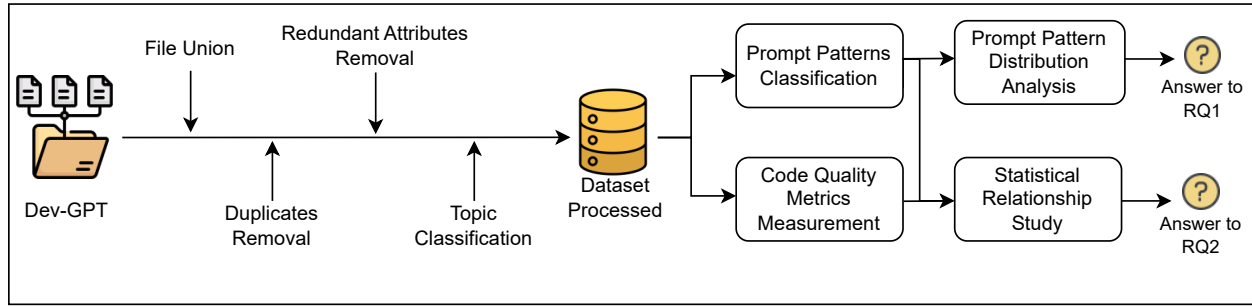 Dev-GPT
File Union
Duplicates
Removal
Redundant Attributes
Removal
Topic
Classification
Dataset
Processed
Prompt Patterns
Classification
Code Quality
Metrics
Measurement
Prompt Pattern
Distribution
Analysis
Statistical
Relationship
Study
?
Answer to
RQ1
?
Answer to
RQ2